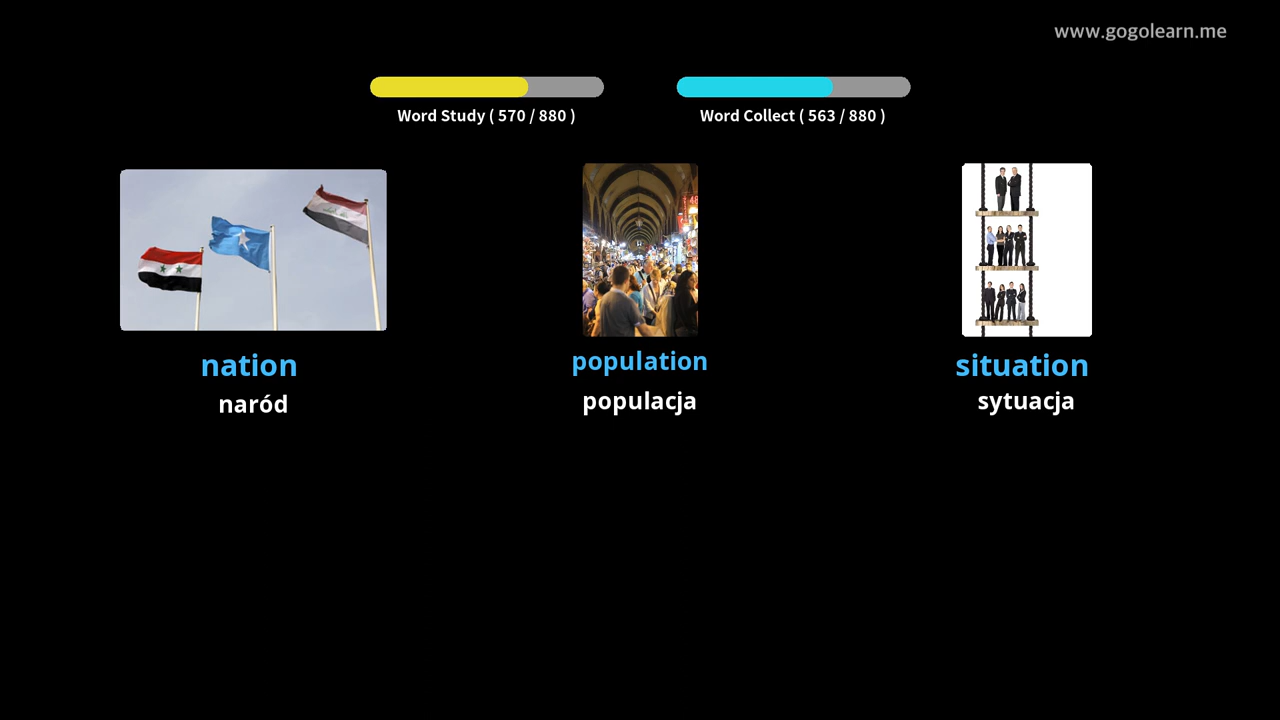 www.gogolearn.me
Word Study ( 570 / 880 )
Word Collect ( 563 / 880 )
nation
population
situation
naród
populacja
sytuacja